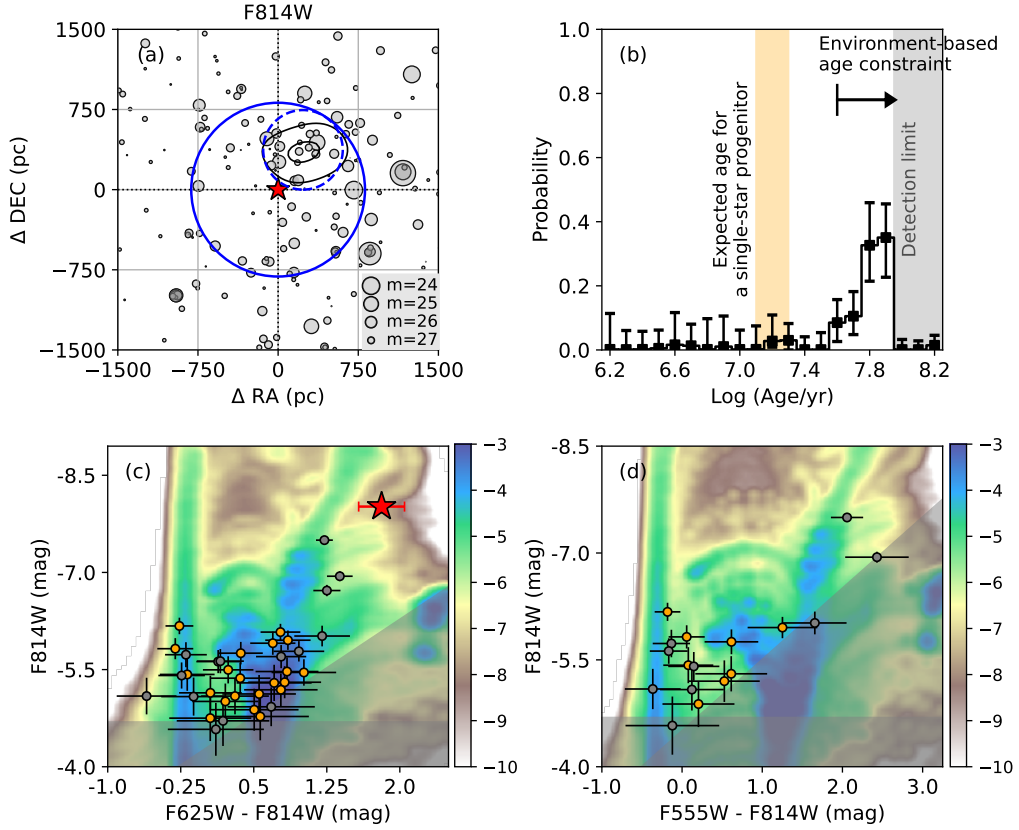 F814W
(a)
1500
750
0
−750
−1500
Δ DEC (pc)
−1500
−750
0
750
1500
Δ RA (pc)
m=24
m=25
m=26
m=27
(b)
Environment-based
age constraint
Expected age for
a single-star progenitor
Detection limit
1.0
0.8
0.6
0.4
0.2
0.0
Probability
6.2
6.6
7.0
7.4
7.8
8.2
Log (Age/yr)
(c)
-8.5
-7.0
-5.5
-4.0
F814W (mag)
-1.0
-0.25
0.5
1.25
2.0
F625W - F814W (mag)
−3
−4
−5
−6
−7
−8
−9
−10
(d)
-8.5
-7.0
-5.5
-4.0
F814W (mag)
-1.0
0.0
1.0
2.0
3.0
F555W - F814W (mag)
−3
−4
−5
−6
−7
−8
−9
−10